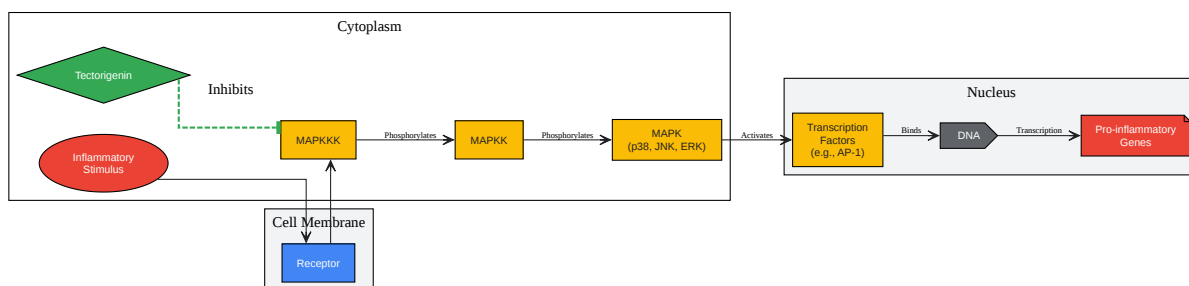 Cytoplasm
Tectorigenin
Inhibits
Inflammatory
Stimulus
MAPKKK
Phosphorylates
MAPKK
Phosphorylates
MAPK
(p38, JNK, ERK)
Activates
Nucleus
Transcription
Factors
(e.g., AP-1)
Binds
DNA
Transcription
Pro-inflammatory
Genes
Cell Membrane
Receptor